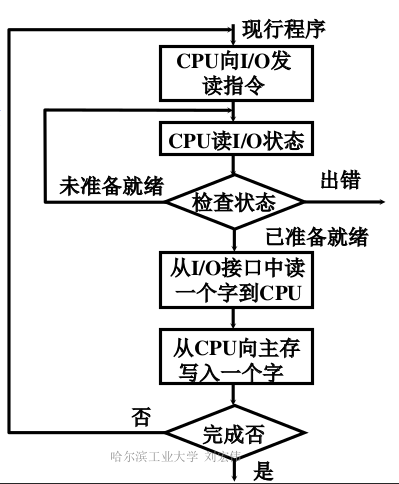 现行程序
CPU向I/O发
读指令
CPU读I/O状态
未准备就绪
检查状态
出错
已准备就绪
从I/O接口中读
一个字到CPU
从CPU向主存
写入一个字
否
完成否
哈尔滨工业大学 刘宏伟
是